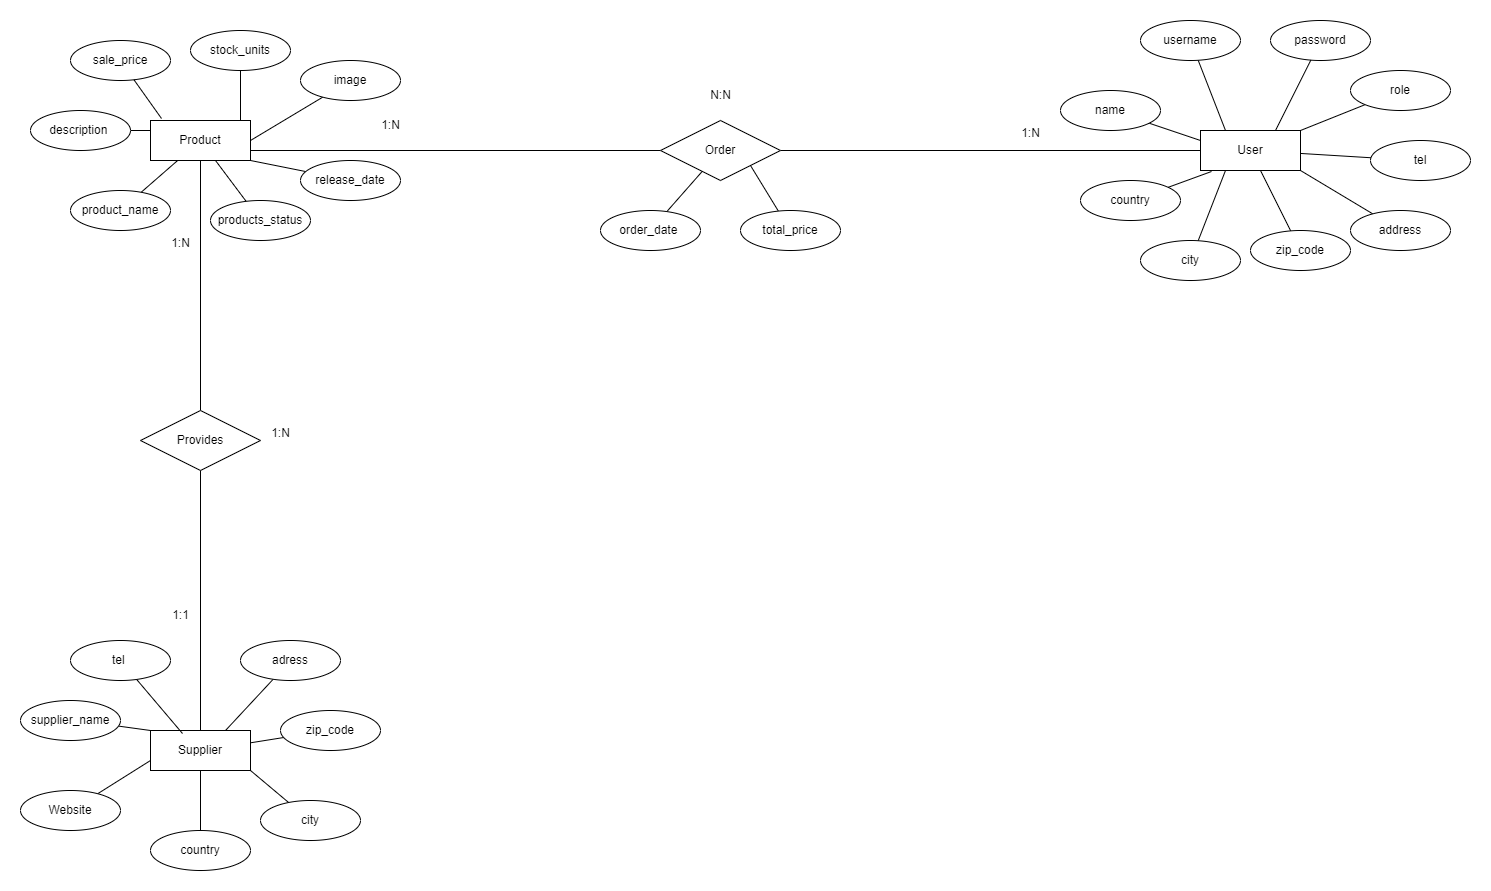 username
password
stock_units
sale_price
image
role
N:N
name
1:N
description
Product
1:N
Order
User
tel
release_date
country
product_name
products_status
order_date
total_price
address
1:N
zip_code
city
Provides
1:N
1:1
tel
adress
supplier_name
zip_code
Supplier
Website
city
country